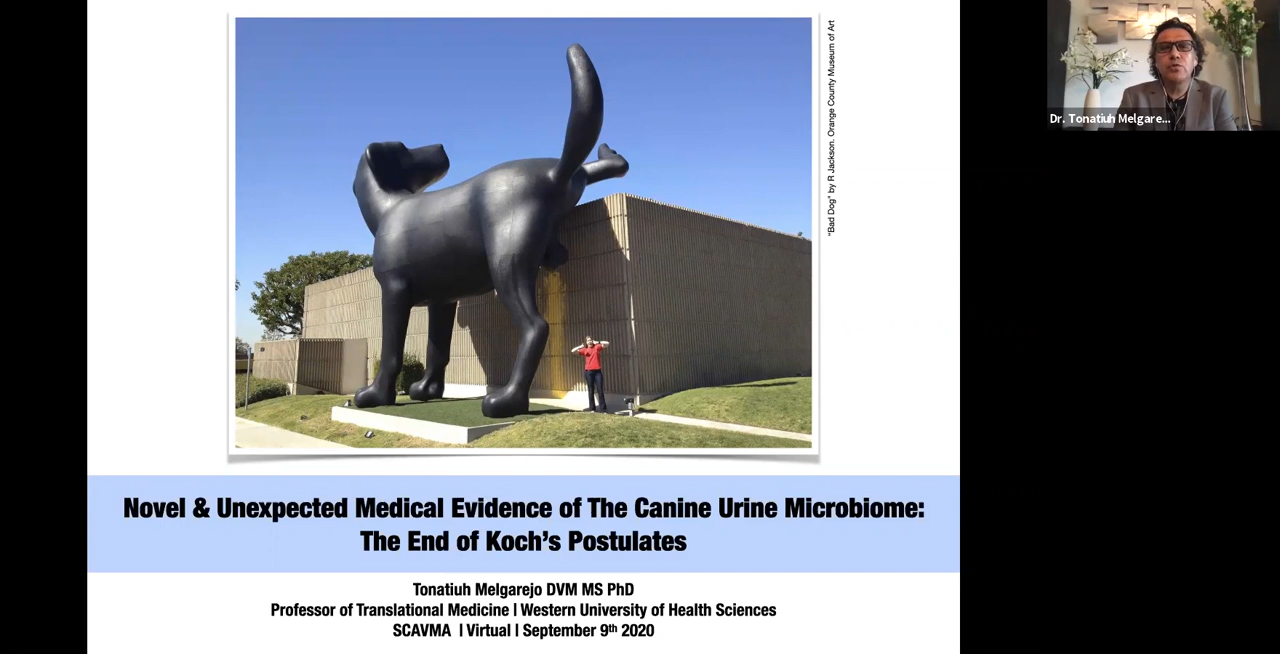 "Bad Dog" by R Jackson. Orange County Museum of Art
Dr. Tonatiuh Melgare...
Novel & Unexpected Medical Evidence of The Canine Urine Microbiome:
The End of Koch's Postulates
Tonatiuh Melgarejo DVM MS PhD
Professor of Translational Medicine | Western University of Health Sciences
SCAVMA | Virtual | September 9th 2020